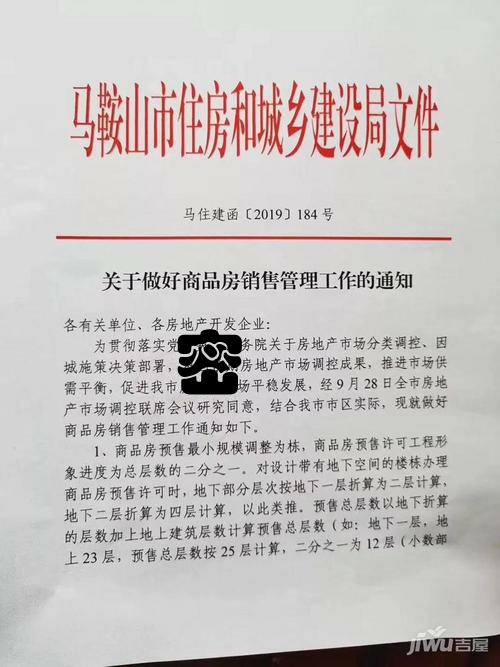 马鞍山市住房和城乡建设局文件
马住建函〔2019〕184 号
关于做好商品房销售管理工作的通知
各有关单位、各房地产开发企业：
为贯彻落实党 务院关于房地产市场分类调控、因
城施策决策部署， 房地产市场调控成果，推进市场供
需平衡，促进我市 场平稳发展，经 9 月 28 日全市房地
产市场调控联席会议研究同意，结合我市市区实际，现就做好
商品房销售管理工作通知如下。
1、商品房预售最小规模调整为栋，商品房预售许可工程形
象进度为总层数的二分之一。对设计带有地下空间的楼栋办理
商品房预售许可时，地下部分层次按地下一层折算为二层计算，
地下二层折算为四层计算，以此类推。预售总层数以地下折算
的层数加上地上建筑层数计算预售总层数（如：地下一层，地
上 23 层，预售总层数按 25 层计算，二分之一为 12 层（小数部
JIWU吉屋